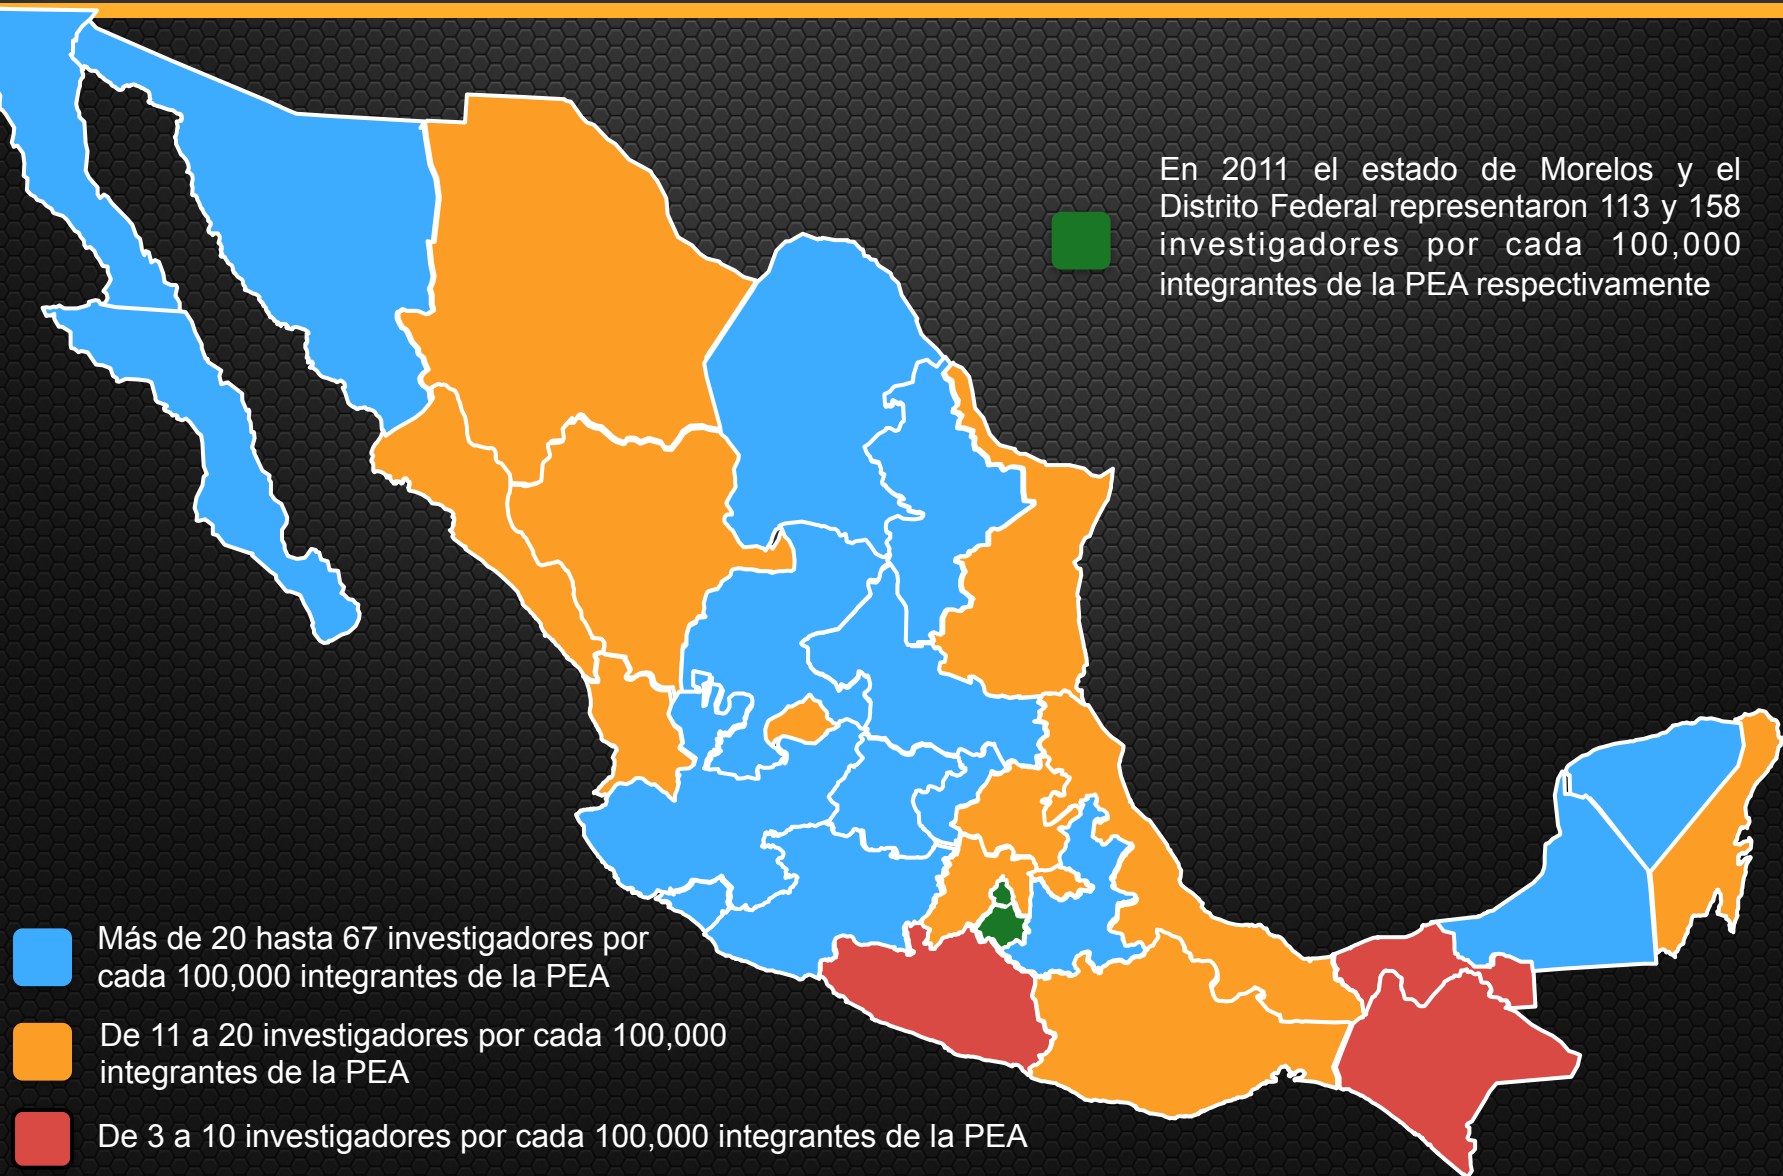 En 2011 el estado de Morelos y el
Distrito Federal representaron 113 y 158
investigadores por cada 100,000
integrantes de la PEA respectivamente
Más de 20 hasta 67 investigadores por
cada 100,000 integrantes de la PEA
De 11 a 20 investigadores por cada 100,000
integrantes de la PEA
De 3 a 10 investigadores por cada 100,000 integrantes de la PEA